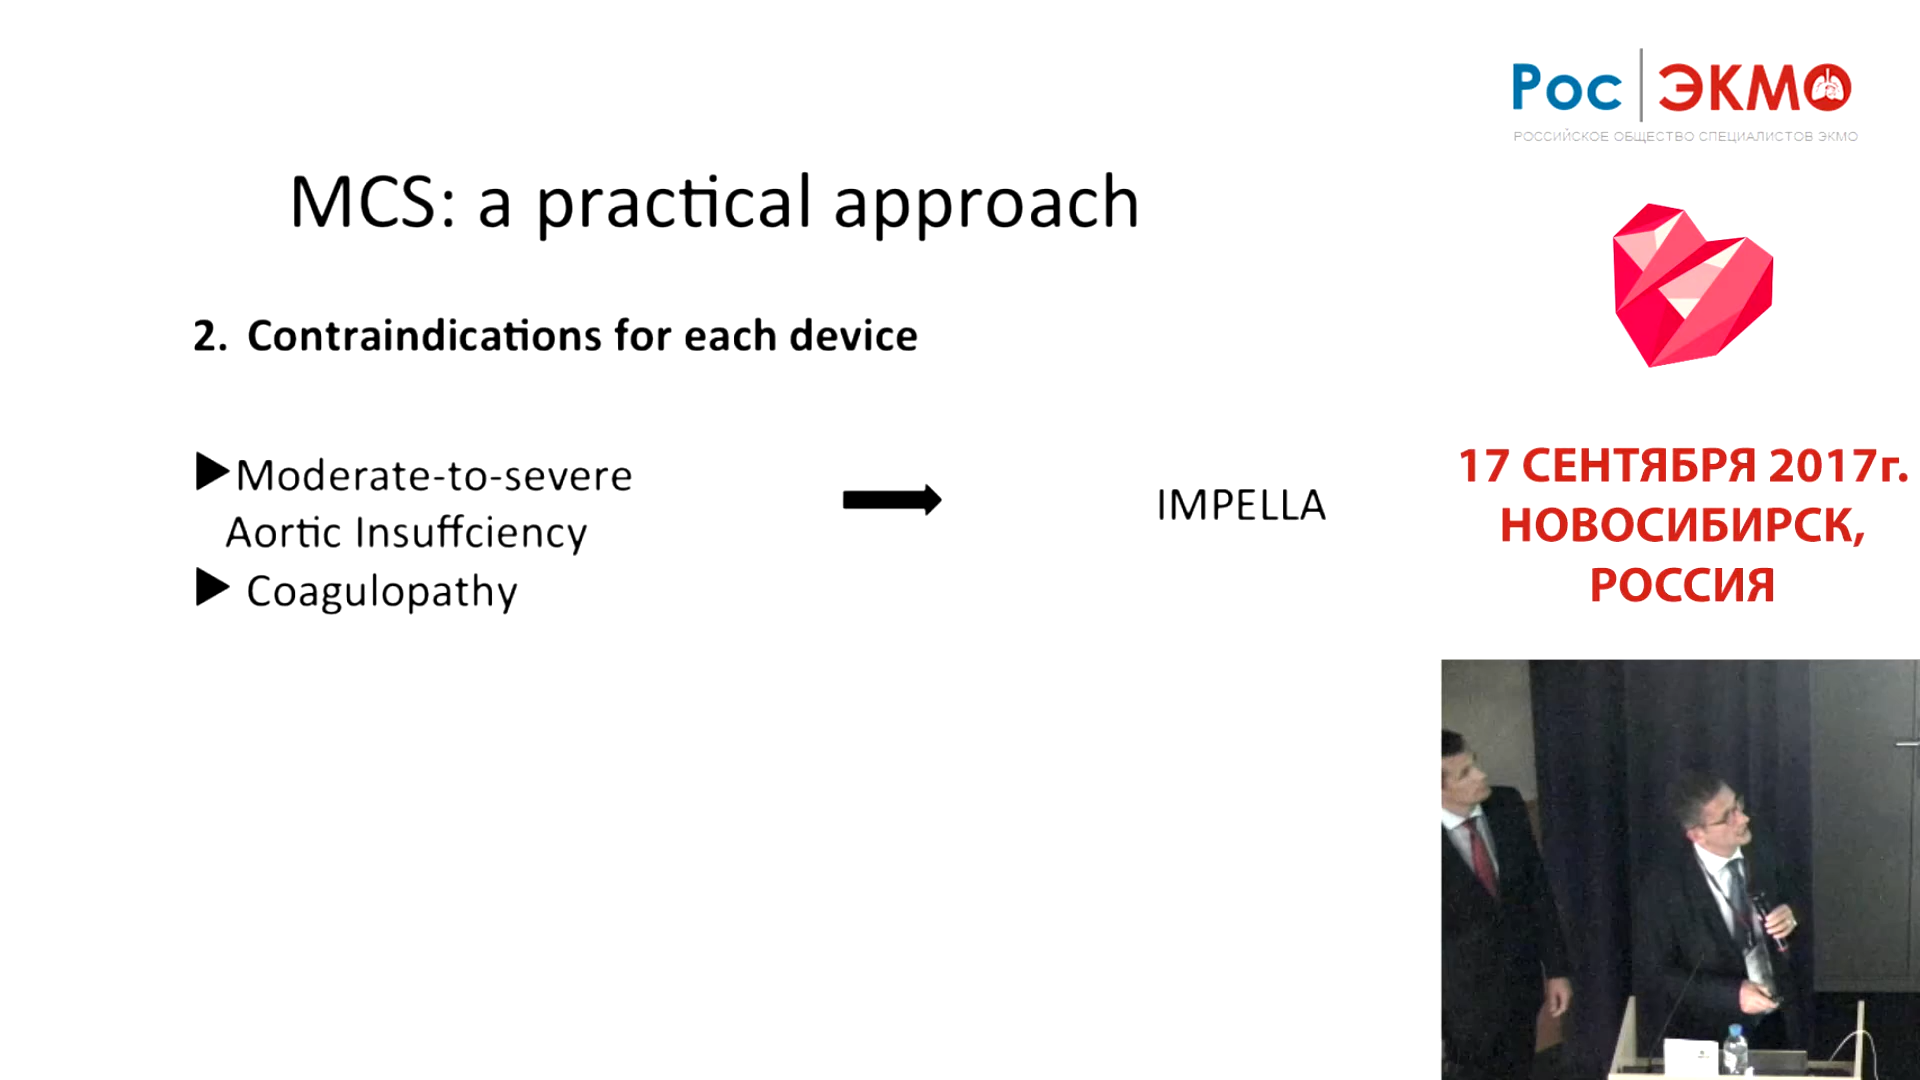 Рос ЭКМО
РОССИЙСКОЕ ОБЩЕСТВО СПЕЦИАЛИСТОВ ЭКМО
MCS: a practical approach
2. Contraindications for each device
Moderate-to-severe
Aortic Insuffciency
Coagulopathy
IMPELLA
17 СЕНТЯБРЯ 2017г.
НОВОСИБИРСК,
РОССИЯ